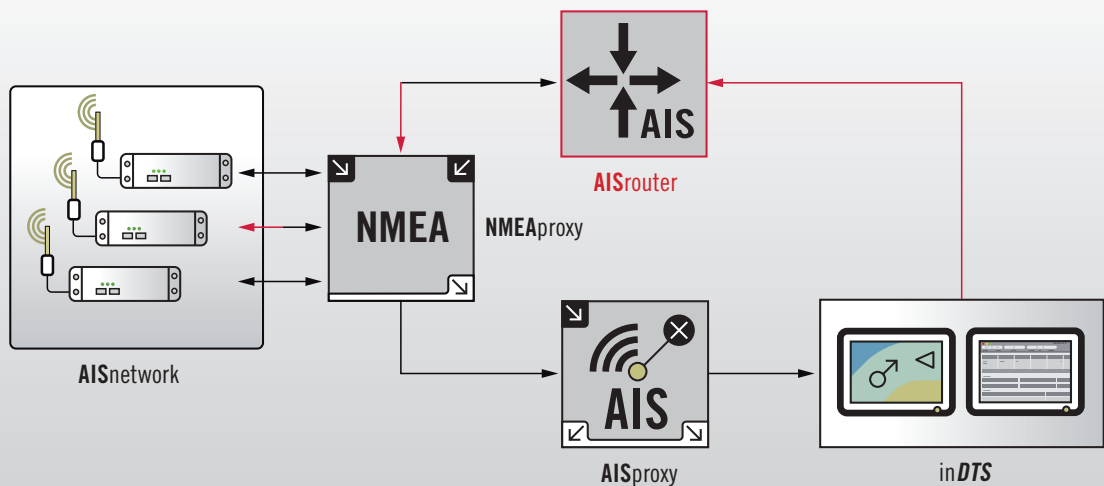 AIS
AISrouter
NMEA
NMEAproxy
AISnetwork
AIS
AISproxy
inDTS